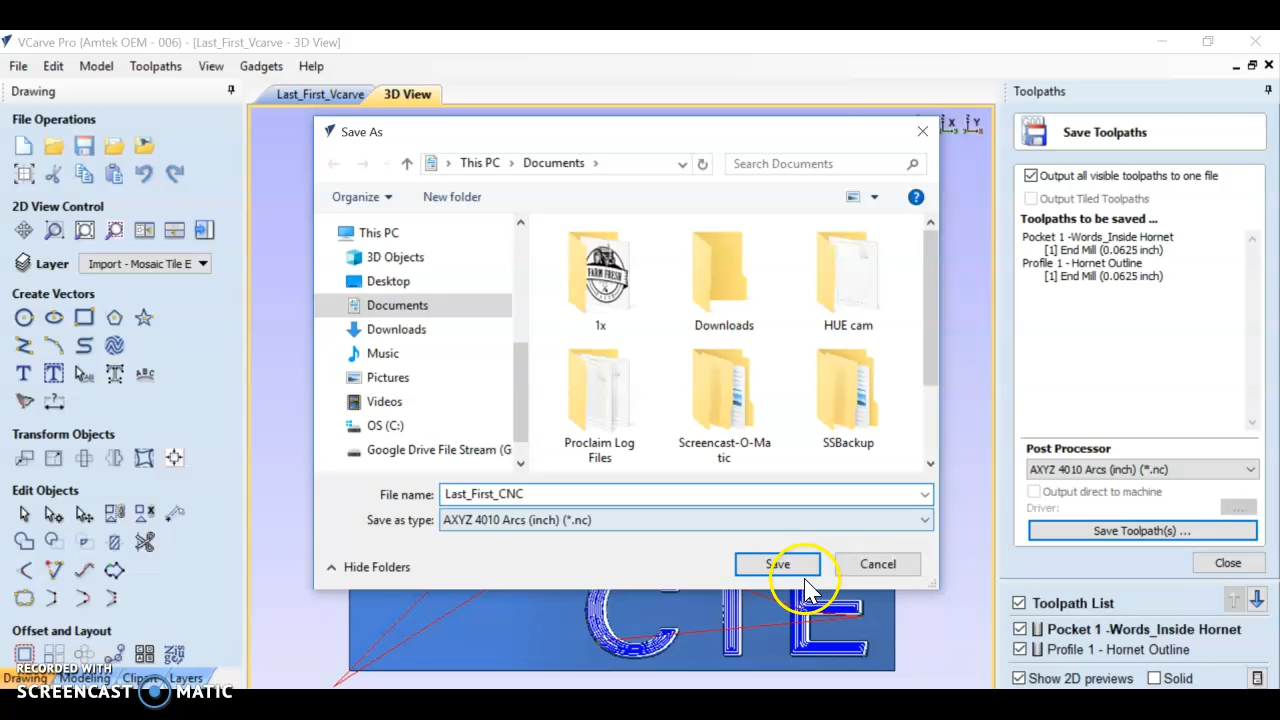 VCarve Pro {Amtek OEM - 006} - [Last_First_Vcarve - 3D View]
File Edit Model Toolpaths View Gadgets Help
Drawing
File Operations
2D View Control
Layer Import - Mosaic Tile E
Create Vectors
Transform Objects
Edit Objects
Offset and Layout
Drawing Modeling Clipart Layers
RECORDED WITH
SCREENCAST MATIC
Last_First_Vcarve 3D View
Save As
This PC > Documents >
Search Documents
Organize New folder
This PC
3D Objects
Desktop
Documents
Downloads
Music
Pictures
Videos
OS (C:)
Google Drive File Stream (G
FARM FRESH
1x
Downloads
HUE cam
Proclaim Log
Files
Screencast-O-Ma
tic
SSBackup
File name: Last_First_CNC
Save as type: AXYZ 4010 Arcs (inch) (*.nc)
Hide Folders
Save Cancel
CTE
X Y
Toolpaths
Save Toolpaths
Output all visible toolpaths to one file
Output Tiled Toolpaths
Toolpaths to be saved ...
Pocket 1 -Words_Inside Hornet
[1] End Mill (0.0625 inch)
Profile 1 - Hornet Outline
[1] End Mill (0.0625 inch)
Post Processor
AXYZ 4010 Arcs (inch) (*.nc)
Output direct to machine
Driver: ...
Save Toolpath(s) ...
Close
Toolpath List
Pocket 1 -Words_Inside Hornet
Profile 1 - Hornet Outline
Show 2D previews Solid